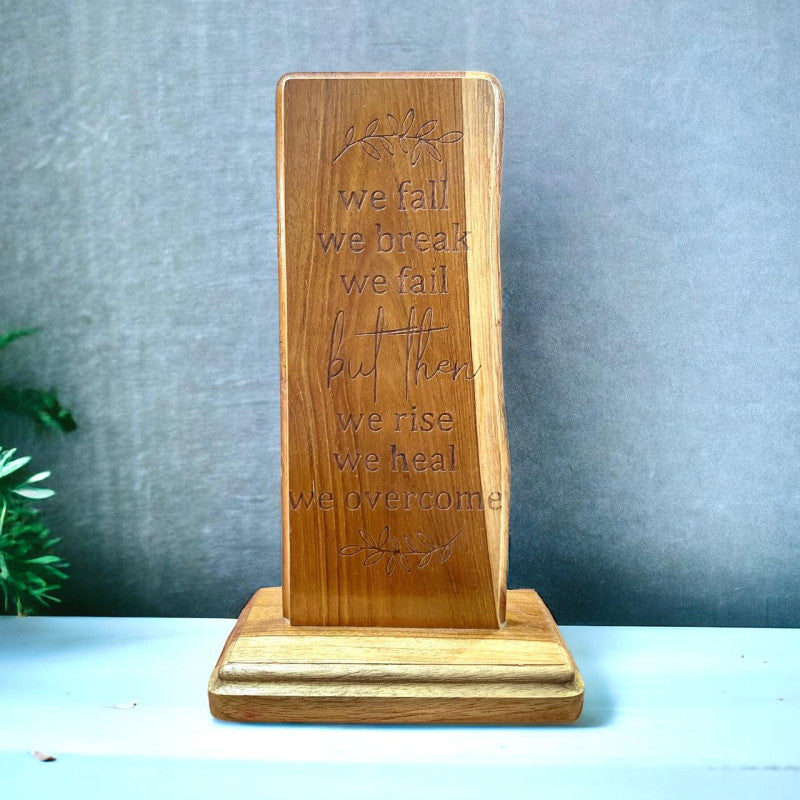 we fall
we break
we fail
but then
we rise
we heal
we overcome